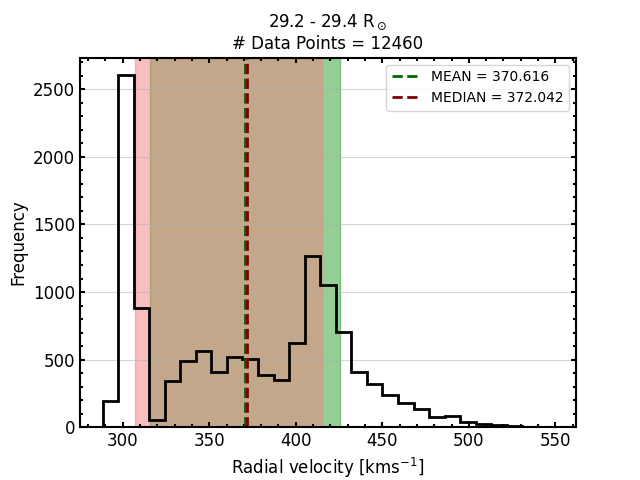 29.2 - 29.4 R⊙
# Data Points = 12460
MEAN = 370.616
MEDIAN = 372.042
Frequency
2500
2000
1500
1000
500
0
300 350 400 450 500 550
Radial velocity [kms⁻¹]